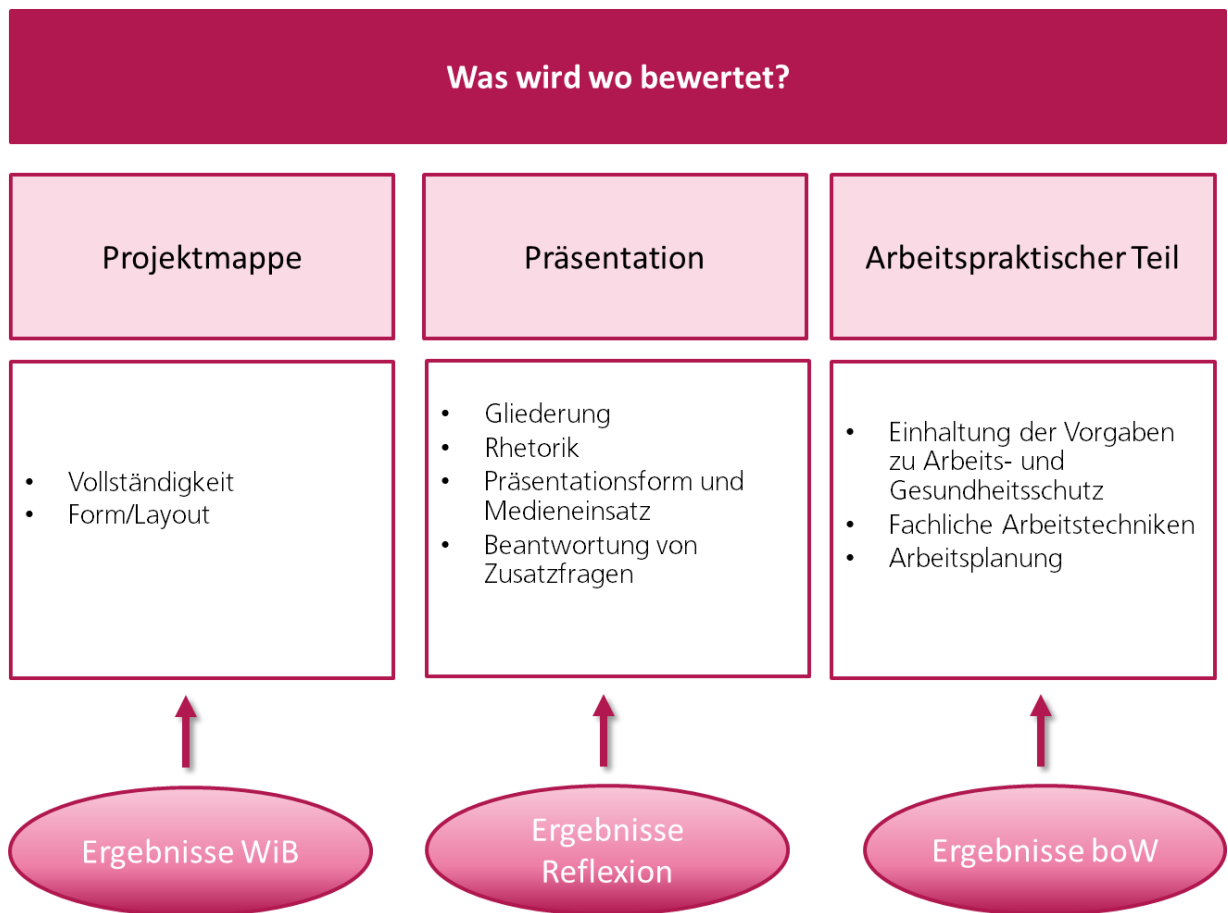 Was wird wo bewertet?
Projektmappe
Präsentation
Arbeitspraktischer Teil
• Vollständigkeit
• Form/Layout
• Gliederung
• Rhetorik
• Präsentationsform und
Medieneinsatz
• Beantwortung von
Zusatzfragen
• Einhaltung der Vorgaben
zu Arbeits- und
Gesundheitsschutz
• Fachliche Arbeitstechniken
• Arbeitsplanung
Ergebnisse WiB
Ergebnisse
Reflexion
Ergebnisse boW